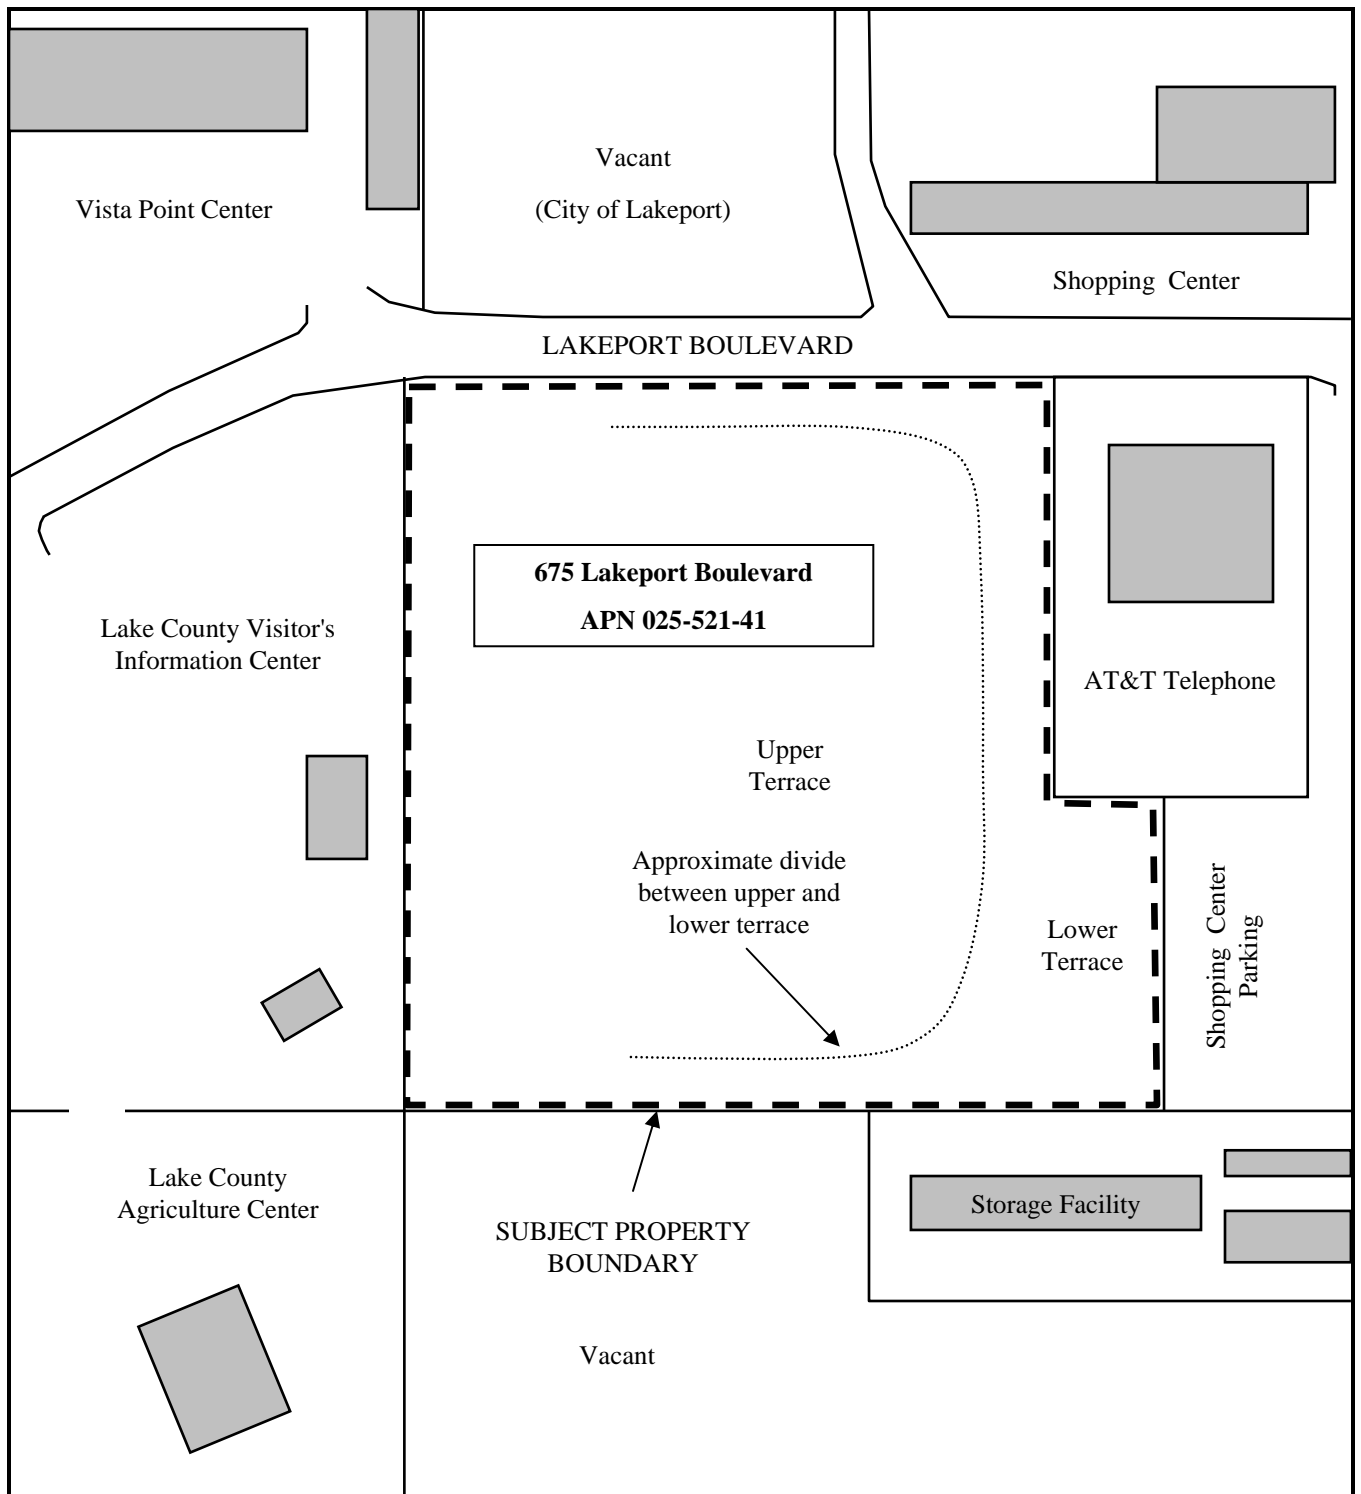 Vacant
(City of Lakeport)
Vista Point Center
Shopping Center
LAKEPORT BOULEVARD
675 Lakeport Boulevard
APN 025-521-41
Lake County Visitor's
Information Center
AT&T Telephone
Upper
Terrace
Approximate divide
between upper and
lower terrace
Lower
Terrace
Shopping Center
Parking
Lake County
Agriculture Center
SUBJECT PROPERTY
BOUNDARY
Storage Facility
Vacant